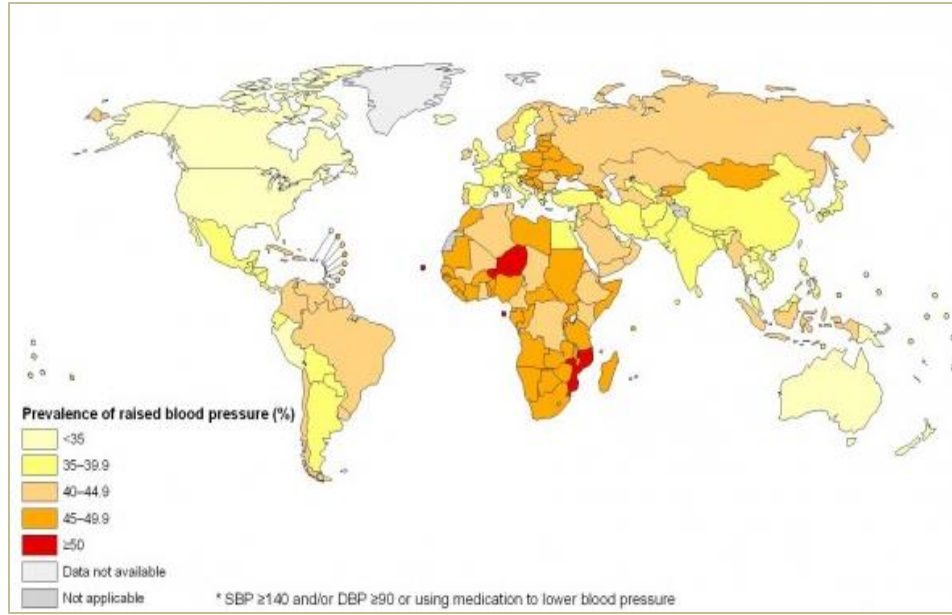 Prevalence of raised blood pressure (%)
<35
35–39.9
40–44.9
45–49.9
≥50
Data not available
Not applicable
* SBP ≥140 and/or DBP ≥90 or using medication to lower blood pressure